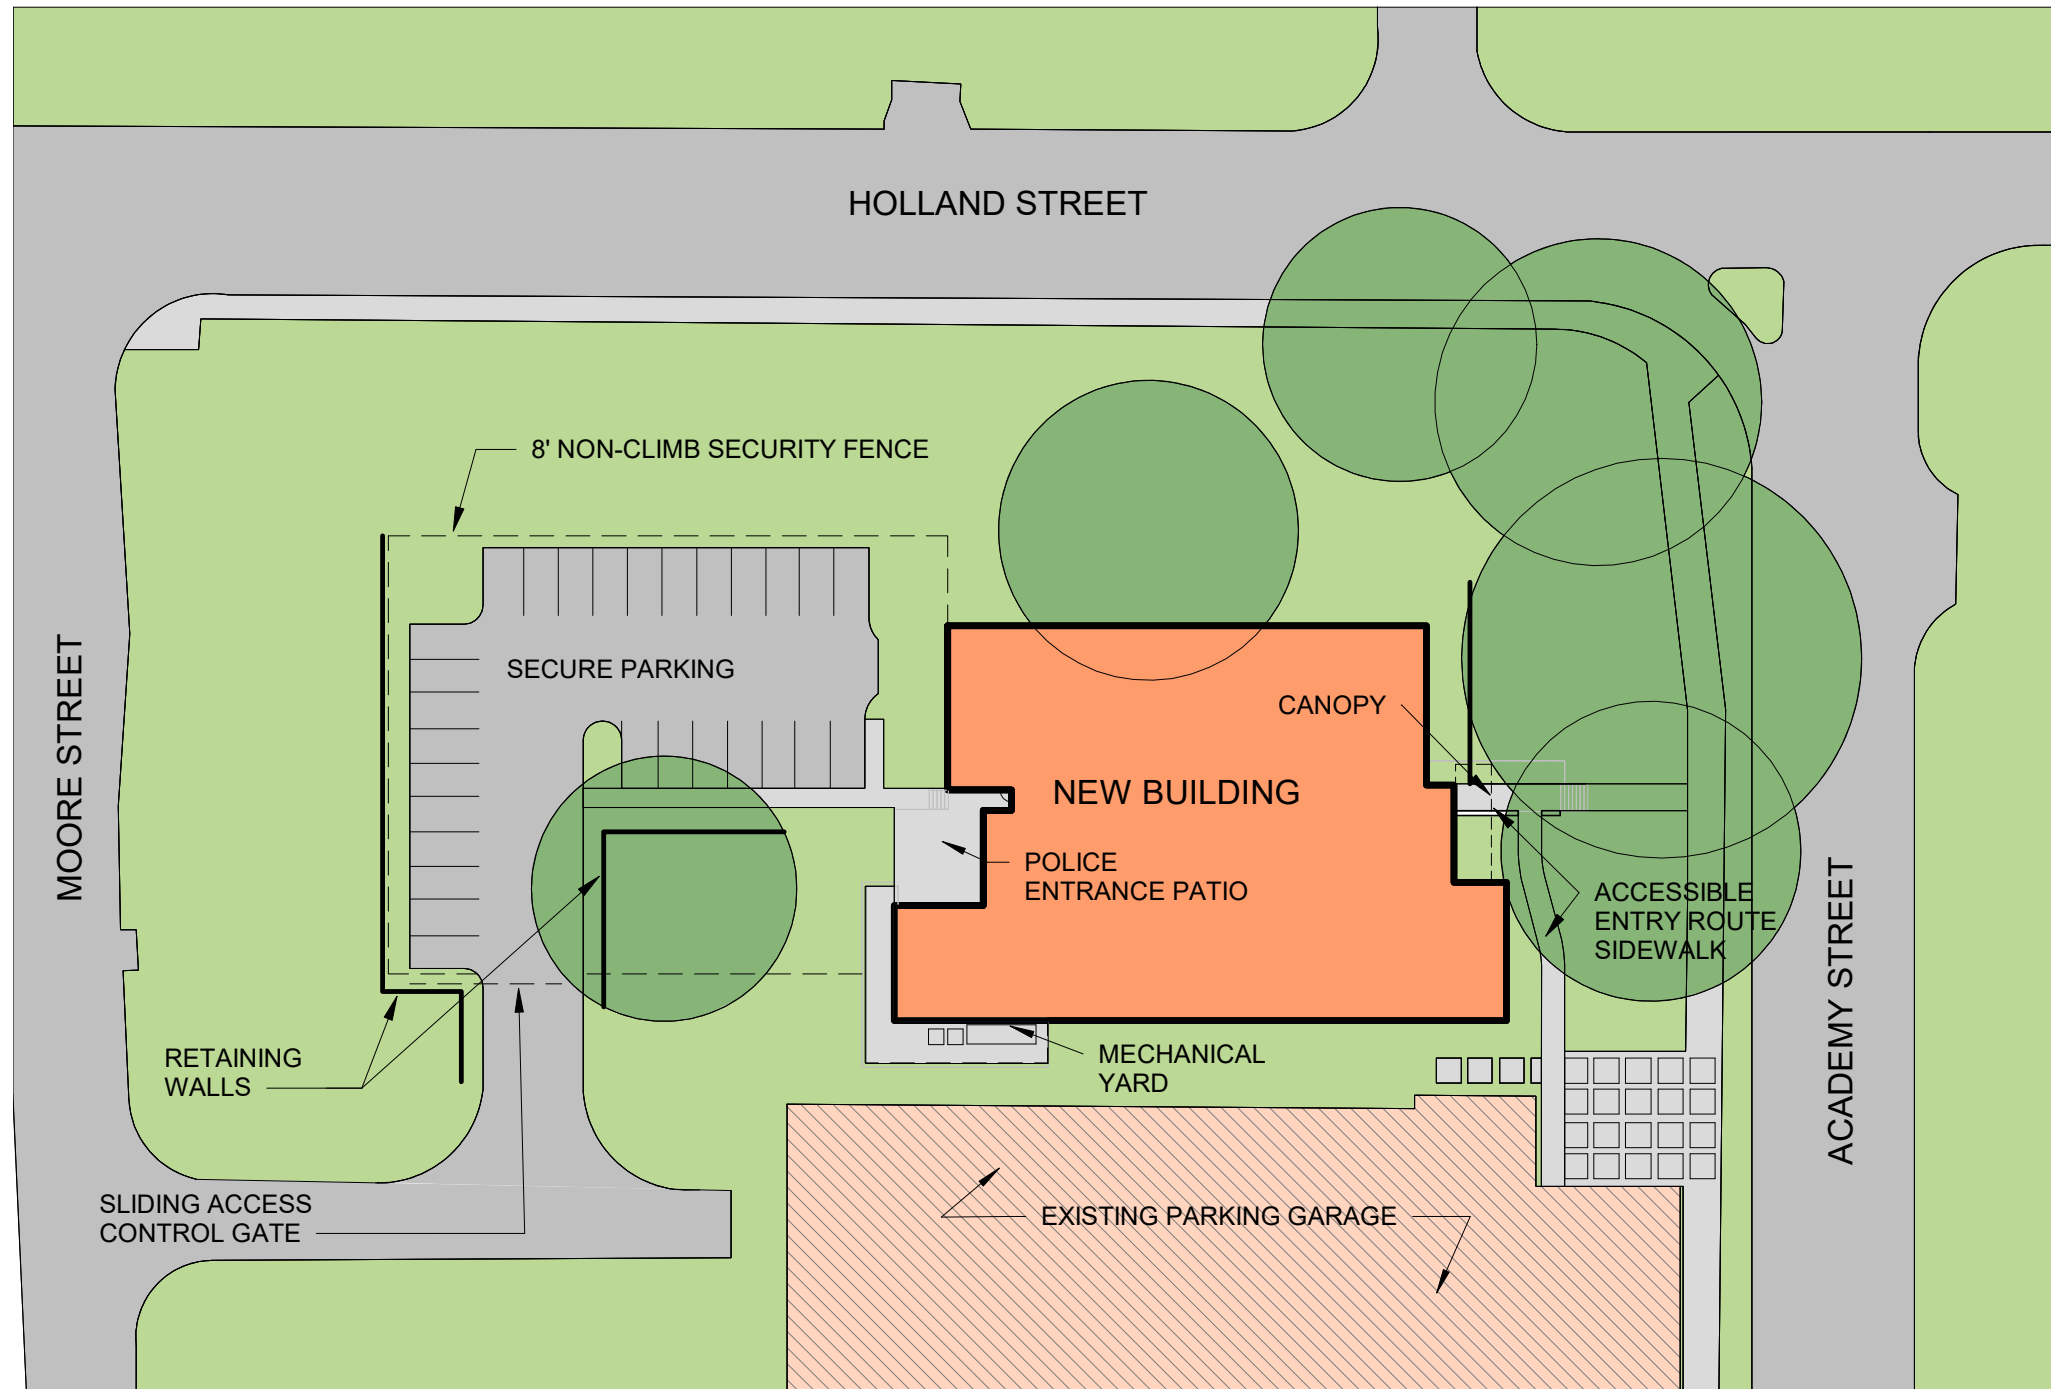 HOLLAND STREET
8' NON-CLIMB SECURITY FENCE
SECURE PARKING
MOORE STREET
CANOPY
NEW BUILDING
POLICE
ENTRANCE PATIO
ACCESSIBLE
ENTRY ROUTE
SIDEWALK
ACADEMY STREET
RETAINING
WALLS
MECHANICAL
YARD
SLIDING ACCESS
CONTROL GATE
EXISTING PARKING GARAGE